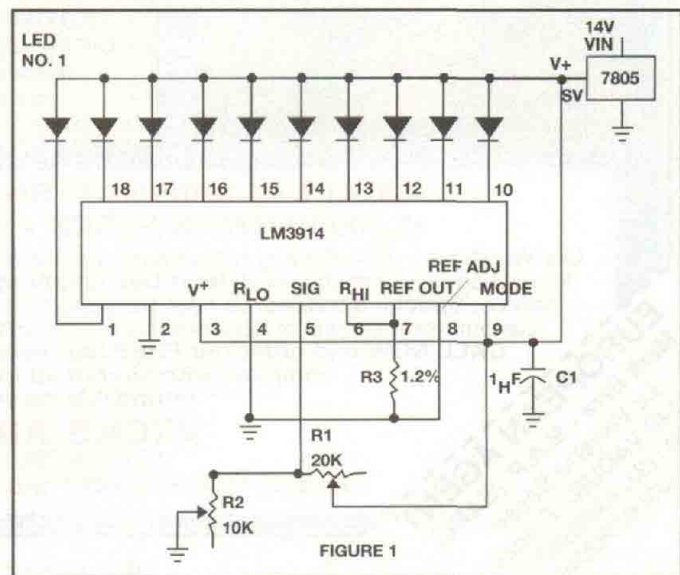 LED
NO. 1
14V
VIN
V+
7805
SV
18 17 16 15 14 13 12 11 10
LM3914
REF ADJ
V+ RLO SIG RHI REF OUT MODE
1 2 3 4 5 6 7 8 9
R3 1.2%
1HF C1
R1
20K
R2
10K
FIGURE 1